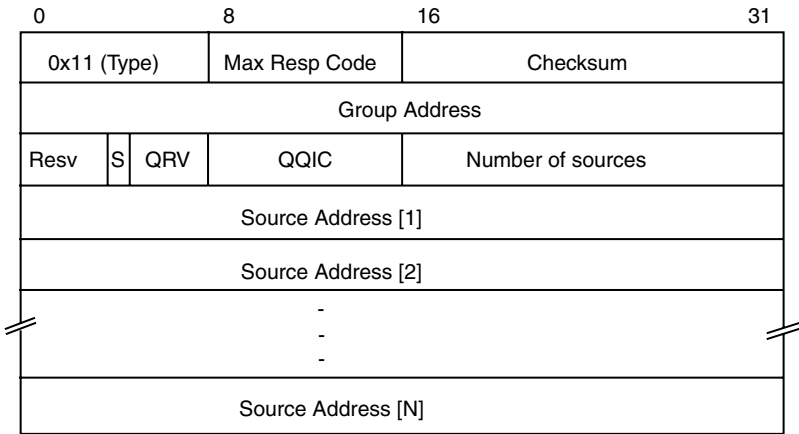 0 8 16 31
0x11 (Type) Max Resp Code Checksum
Group Address
Resv S QRV QQIC Number of sources
Source Address [1]
Source Address [2]
-
-
-
Source Address [N]